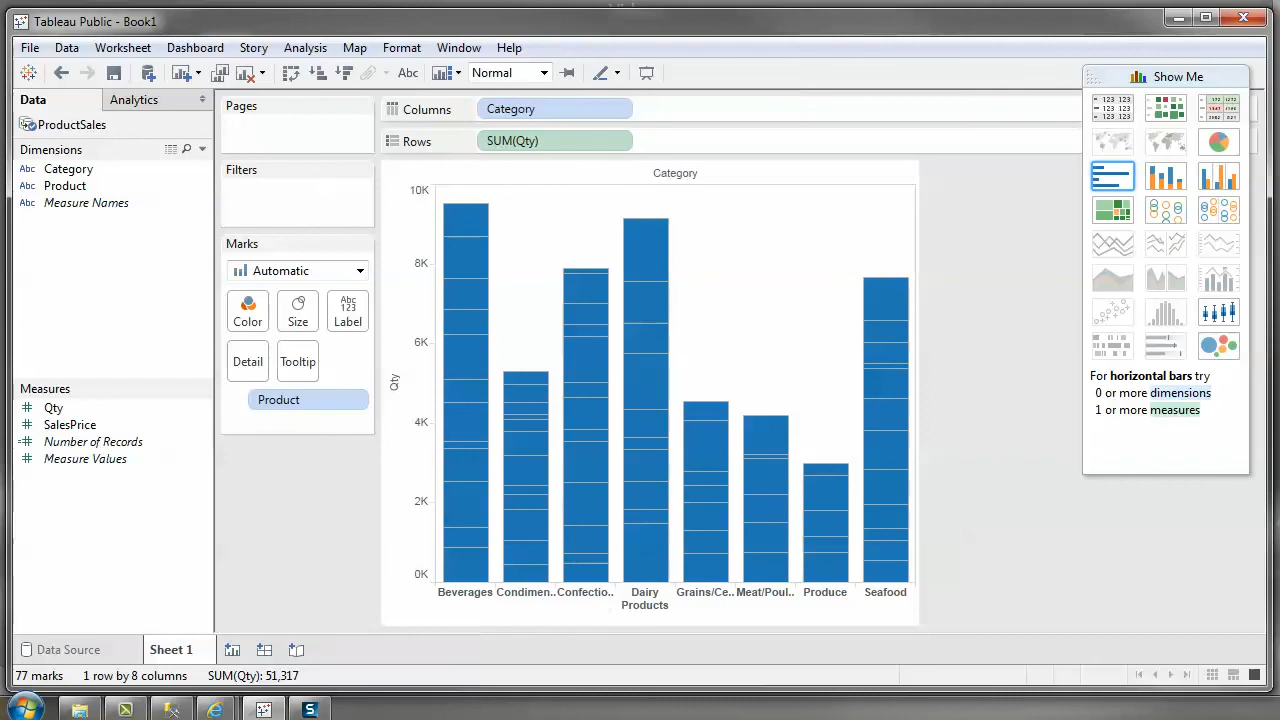 Tableau Public - Book1
File Data Worksheet Dashboard Story Analysis Map Format Window Help
Abc Normal
Data Analytics
ProductSales
Dimensions
Abc Category
Abc Product
Abc Measure Names
Measures
Qty
SalesPrice
Number of Records
Measure Values
Pages
Filters
Marks
Automatic
Color Size Abc 123 Label
Detail Tooltip
Product
Columns Category
Rows SUM(Qty)
Category
10K
8K
6K
4K
2K
0K
Qty
Beverages Condimen.. Confectio.. Dairy Products Grains/Ce.. Meat/Poul.. Produce Seafood
Show Me
For horizontal bars try
0 or more dimensions
1 or more measures
Data Source Sheet 1
77 marks 1 row by 8 columns SUM(Qty): 51,317